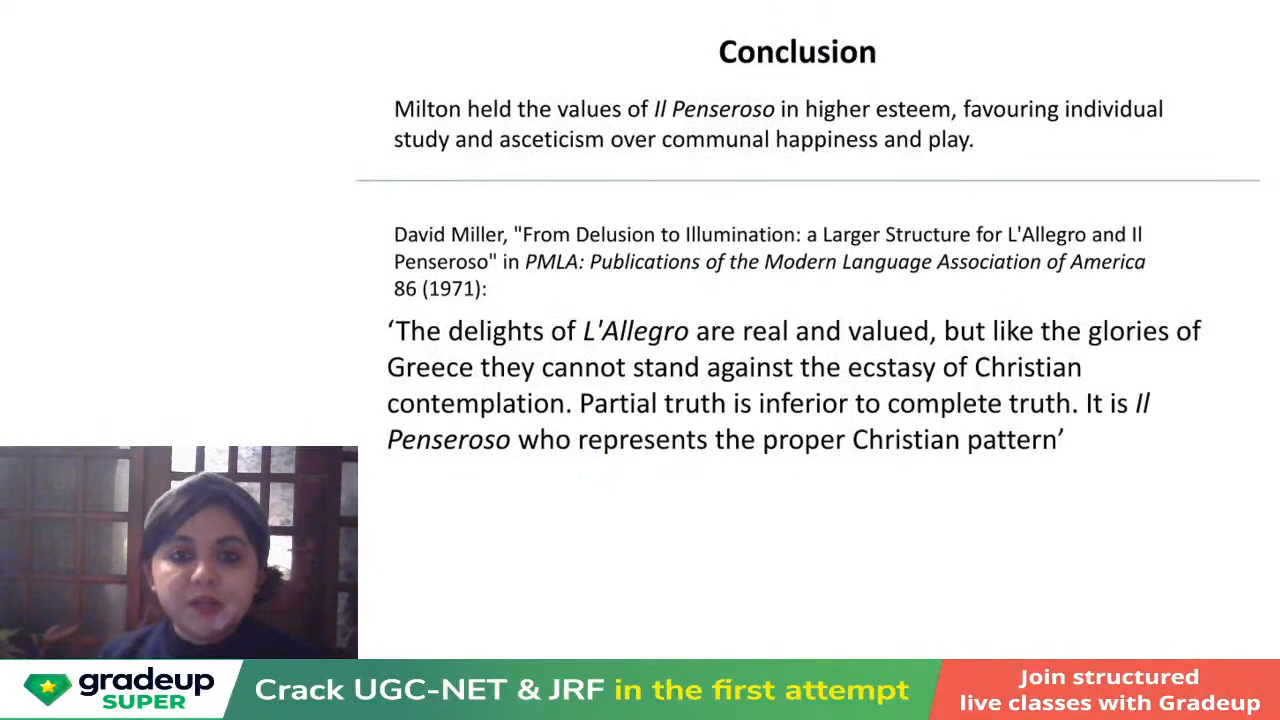 Conclusion
Milton held the values of Il Penseroso in higher esteem, favouring individual
study and asceticism over communal happiness and play.
David Miller, "From Delusion to Illumination: a Larger Structure for L'Allegro and Il
Penseroso" in PMLA: Publications of the Modern Language Association of America
86 (1971):
‘The delights of L'Allegro are real and valued, but like the glories of
Greece they cannot stand against the ecstasy of Christian
contemplation. Partial truth is inferior to complete truth. It is Il
Penseroso who represents the proper Christian pattern’
gradeup
SUPER
Crack UGC-NET & JRF in the first attempt
Join structured
live classes with Gradeup